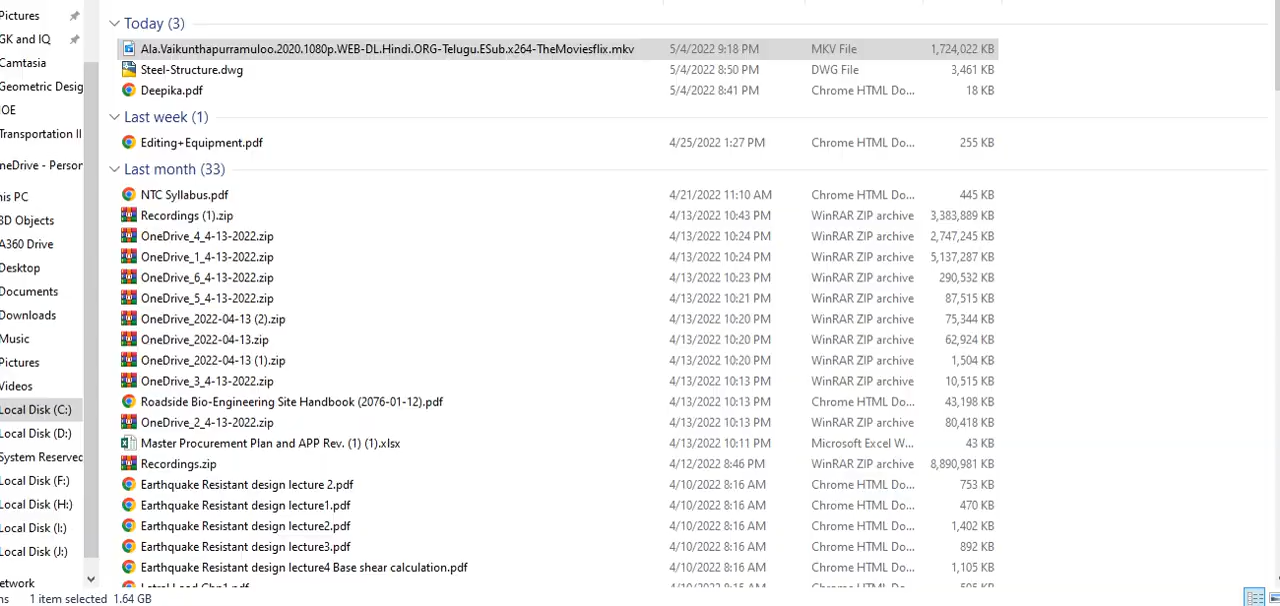 Pictures
GK and IQ
Camtasia
Geometric Desig
IOE
Transportation II
neDrive - Person
his PC
3D Objects
A360 Drive
Desktop
Documents
Downloads
Music
Pictures
Videos
Local Disk (C:)
Local Disk (D:)
System Reserved
Local Disk (F:)
Local Disk (H:)
Local Disk (I:)
Local Disk (J:)
etwork
Today (3)
Ala.Vaikunthapurramuloo.2020.1080p.WEB-DL.Hindi.ORG-Telugu.ESub.x264-TheMoviesflix.mkv 5/4/2022 9:18 PM MKV File 1,724,022 KB
Steel-Structure.dwg 5/4/2022 8:50 PM DWG File 3,461 KB
Deepika.pdf 5/4/2022 8:41 PM Chrome HTML Do... 18 KB
Last week (1)
Editing+Equipment.pdf 4/25/2022 1:27 PM Chrome HTML Do... 255 KB
Last month (33)
NTC Syllabus.pdf 4/21/2022 11:10 AM Chrome HTML Do... 445 KB
Recordings (1).zip 4/13/2022 10:43 PM WinRAR ZIP archive 3,383,889 KB
OneDrive_4_4-13-2022.zip 4/13/2022 10:24 PM WinRAR ZIP archive 2,747,245 KB
OneDrive_1_4-13-2022.zip 4/13/2022 10:24 PM WinRAR ZIP archive 5,137,287 KB
OneDrive_6_4-13-2022.zip 4/13/2022 10:23 PM WinRAR ZIP archive 290,532 KB
OneDrive_5_4-13-2022.zip 4/13/2022 10:21 PM WinRAR ZIP archive 87,515 KB
OneDrive_2022-04-13 (2).zip 4/13/2022 10:20 PM WinRAR ZIP archive 75,344 KB
OneDrive_2022-04-13.zip 4/13/2022 10:20 PM WinRAR ZIP archive 62,924 KB
OneDrive_2022-04-13 (1).zip 4/13/2022 10:20 PM WinRAR ZIP archive 1,504 KB
OneDrive_3_4-13-2022.zip 4/13/2022 10:13 PM WinRAR ZIP archive 10,515 KB
Roadside Bio-Engineering Site Handbook (2076-01-12).pdf 4/13/2022 10:13 PM Chrome HTML Do... 43,198 KB
OneDrive_2_4-13-2022.zip 4/13/2022 10:13 PM WinRAR ZIP archive 80,418 KB
Master Procurement Plan and APP Rev. (1) (1).xlsx 4/13/2022 10:11 PM Microsoft Excel W... 43 KB
Recordings.zip 4/12/2022 8:46 PM WinRAR ZIP archive 8,890,981 KB
Earthquake Resistant design lecture 2.pdf 4/10/2022 8:16 AM Chrome HTML Do... 753 KB
Earthquake Resistant design lecture1.pdf 4/10/2022 8:16 AM Chrome HTML Do... 470 KB
Earthquake Resistant design lecture2.pdf 4/10/2022 8:16 AM Chrome HTML Do... 1,402 KB
Earthquake Resistant design lecture3.pdf 4/10/2022 8:16 AM Chrome HTML Do... 892 KB
Earthquake Resistant design lecture4 Base shear calculation.pdf 4/10/2022 8:16 AM Chrome HTML Do... 1,105 KB
4/10/2022 8:15 AM Chrome HTML Do...
ns 1 item selected 1.64 GB